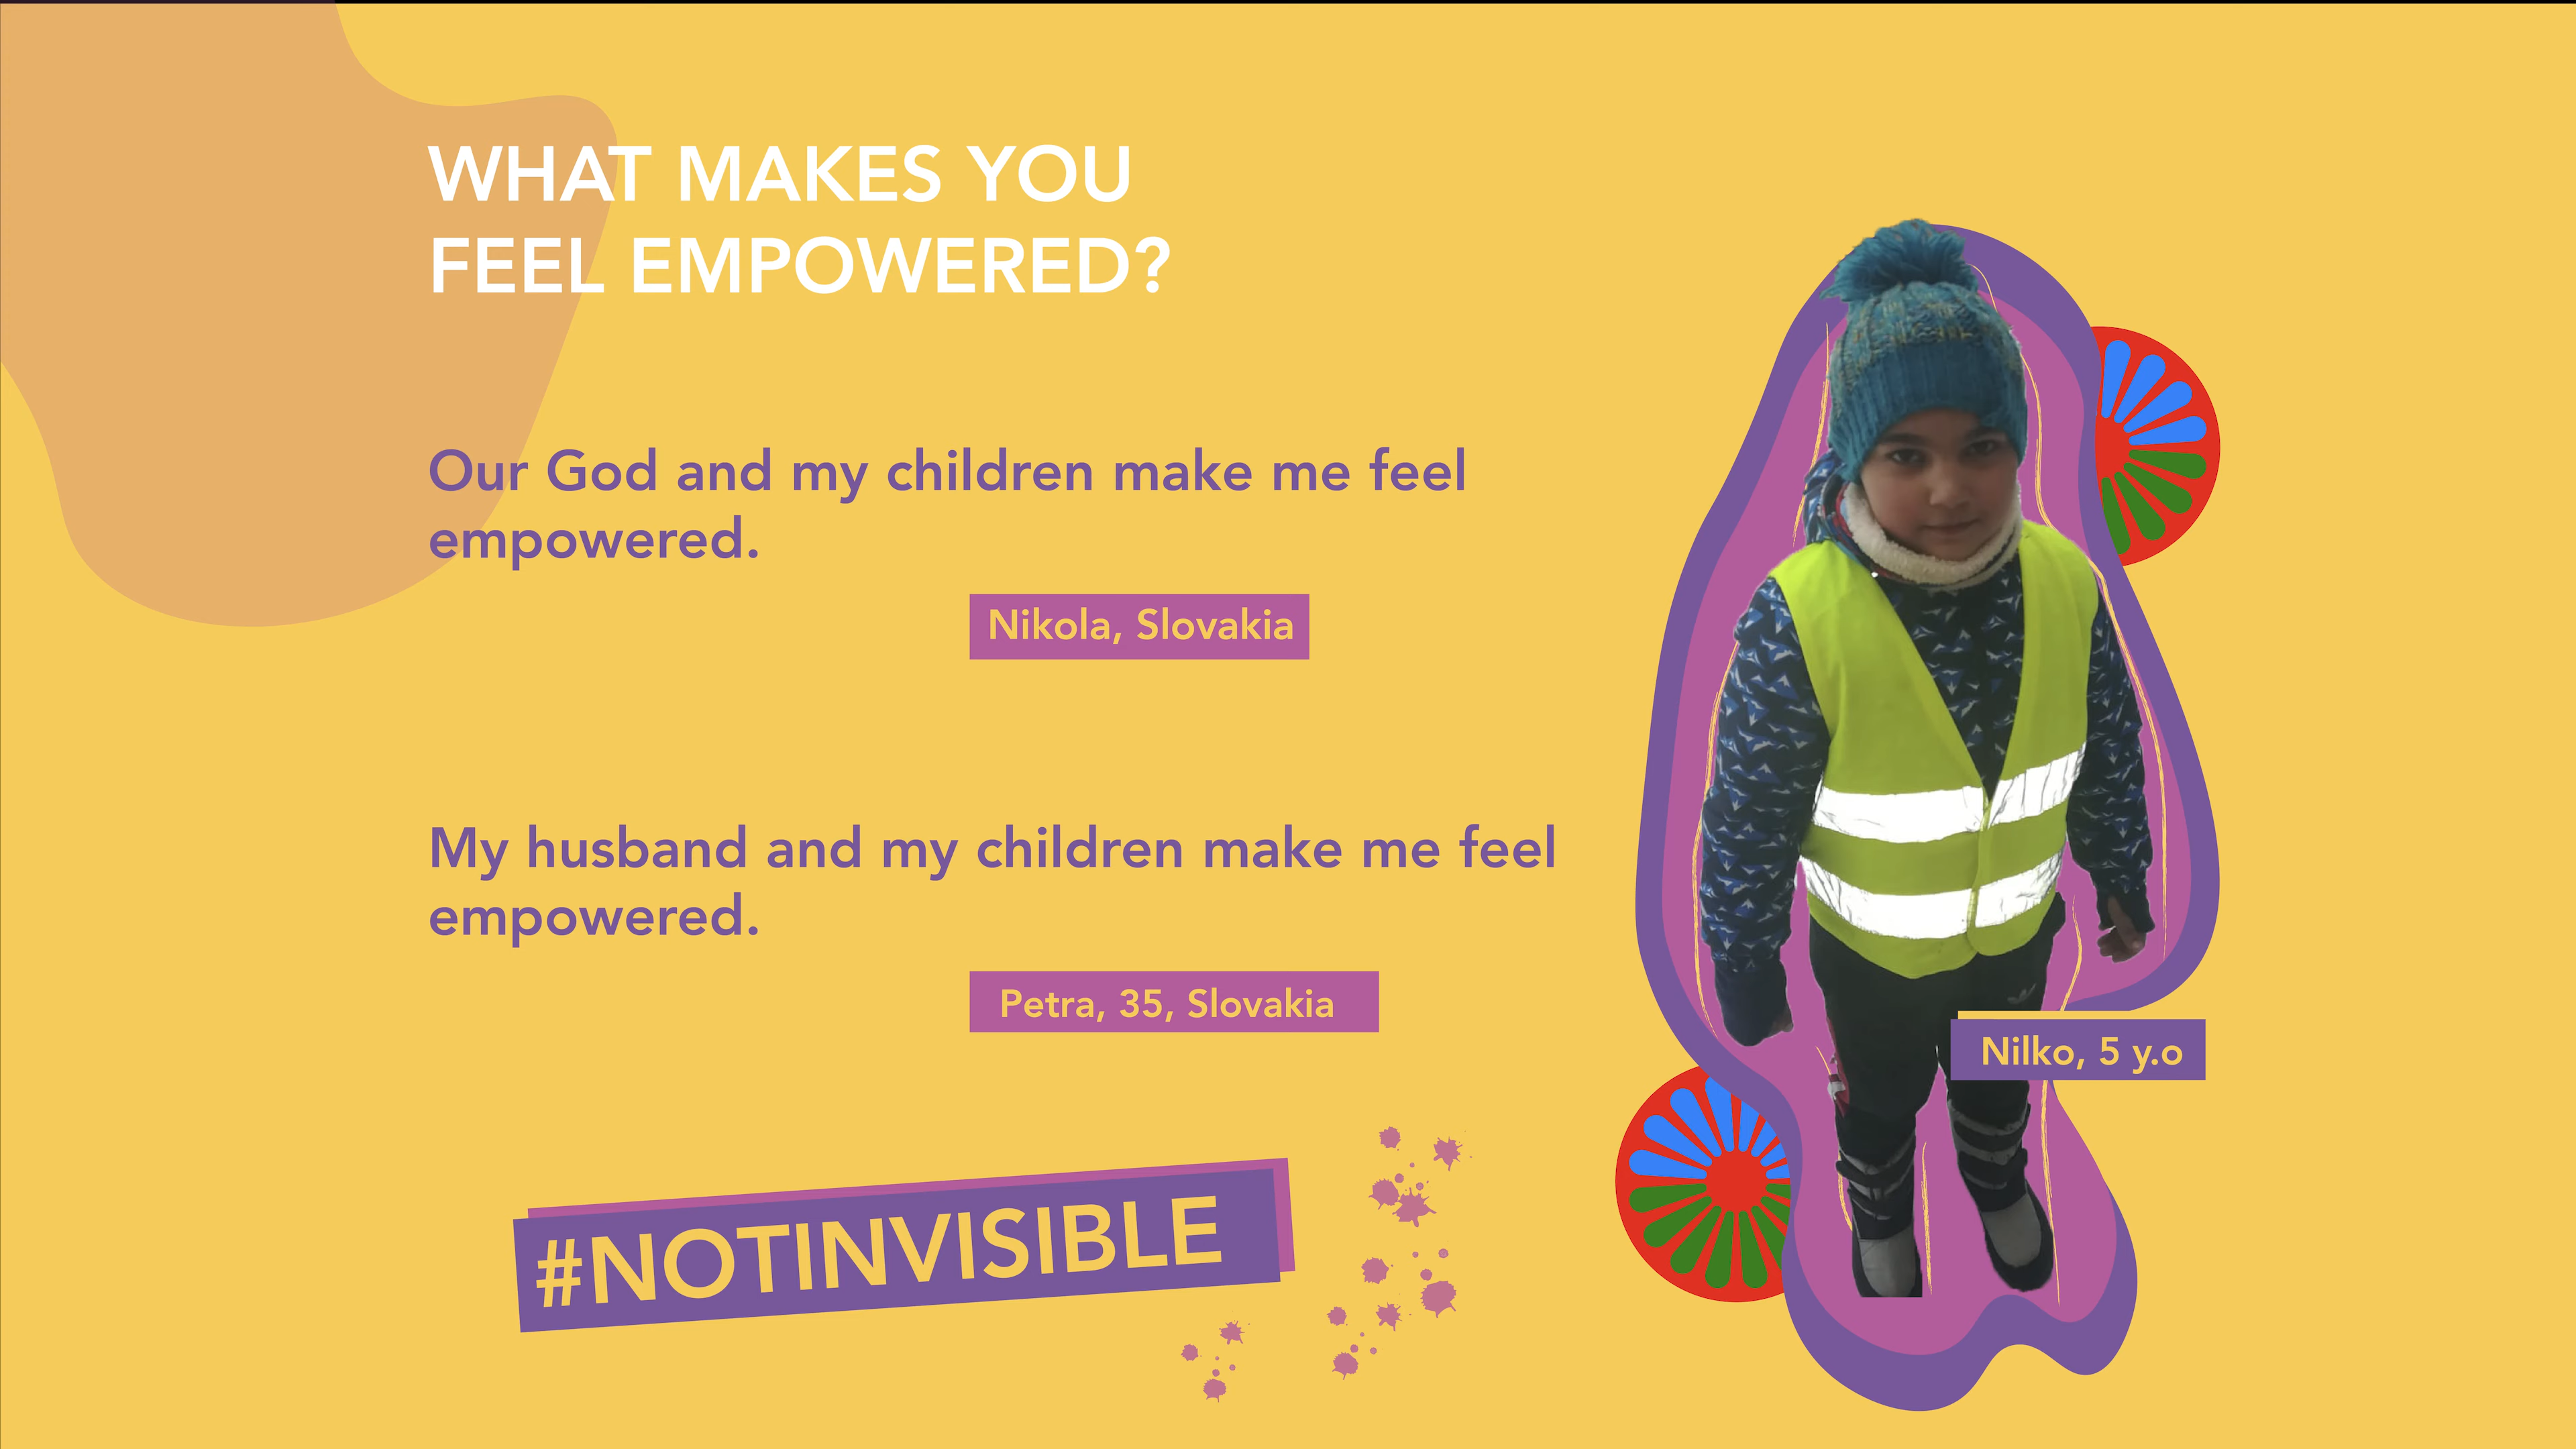 WHAT MAKES YOU
FEEL EMPOWERED?
Our God and my children make me feel
empowered.
Nikola, Slovakia
My husband and my children make me feel
empowered.
Petra, 35, Slovakia
Nilko, 5 y.o
#NOTINVISIBLE